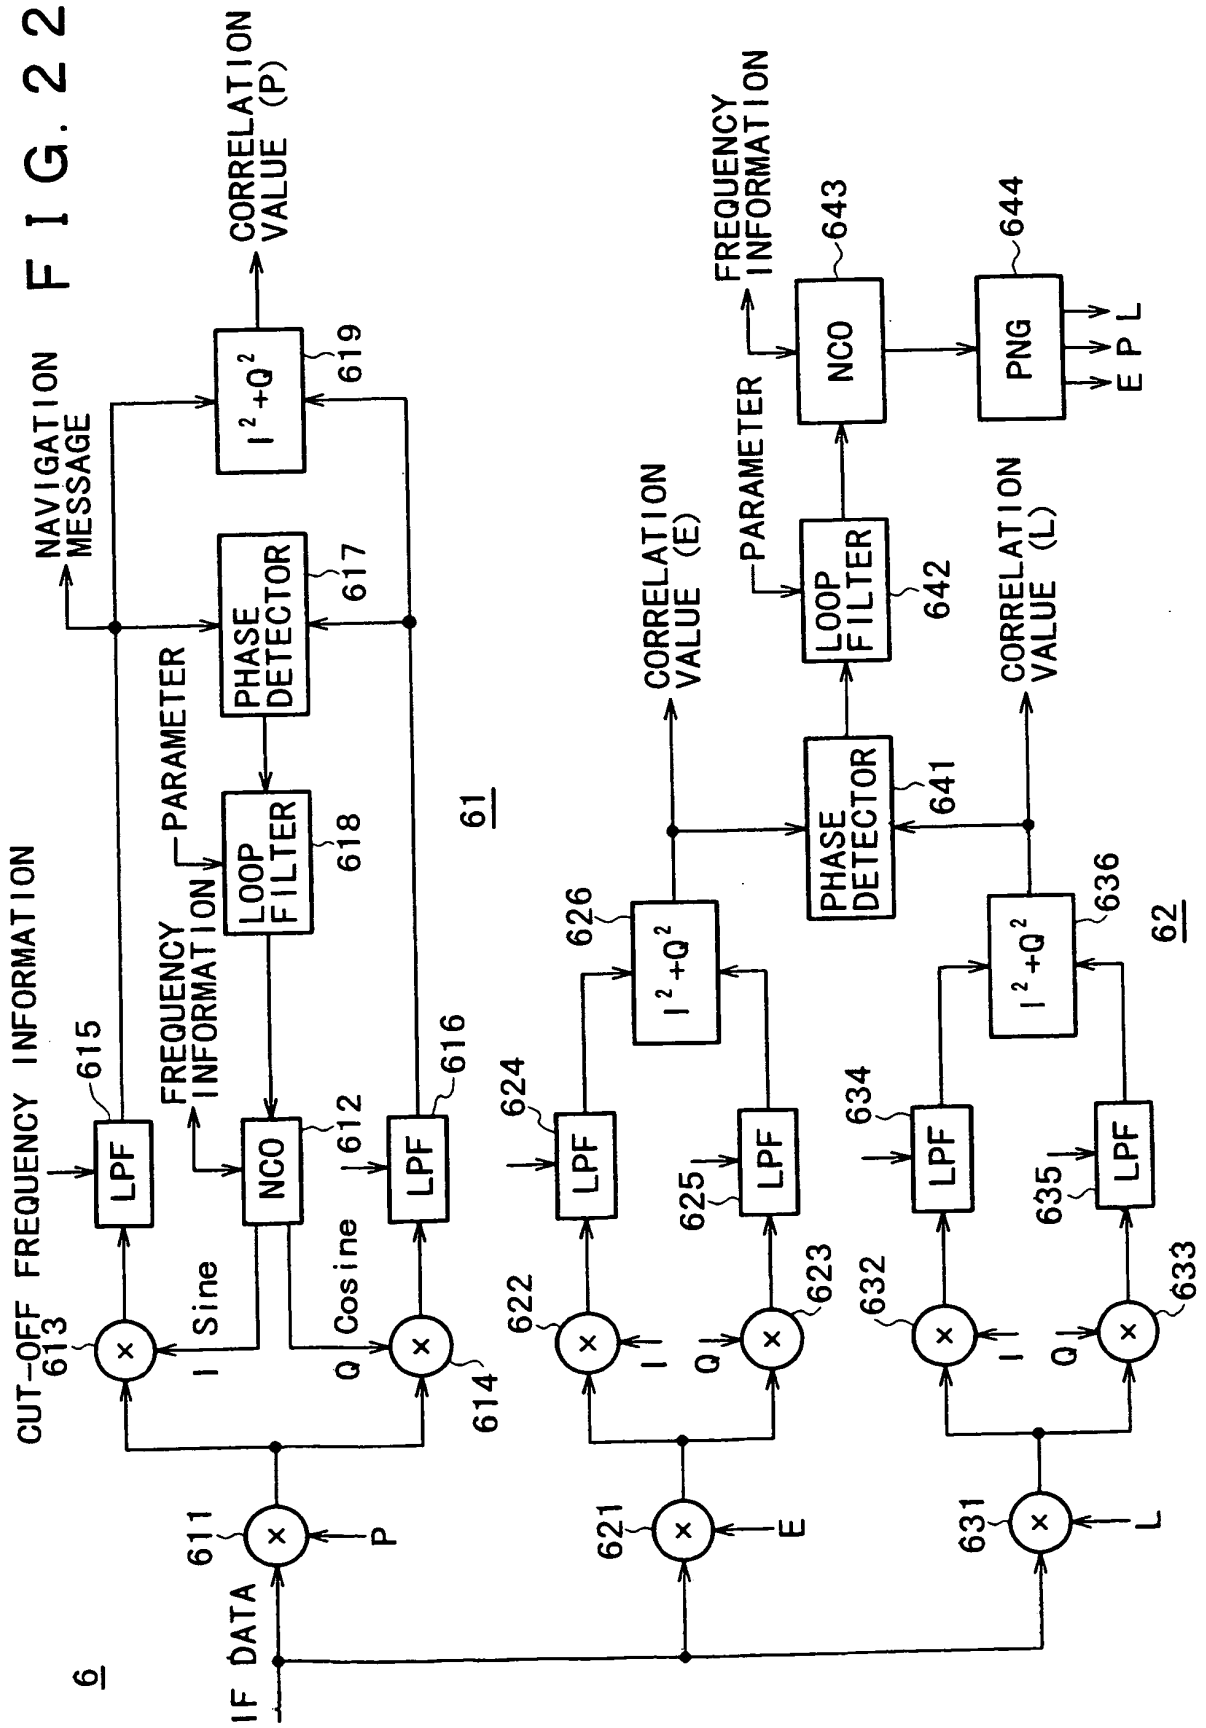 FIG. 22
6
CUT-OFF FREQUENCY INFORMATION
NAVIGATION
MESSAGE
613
×
LPF
615
I Sine
FREQUENCY
INFORMATION
PARAMETER
CORRELATION
VALUE (P)
IF DATA
611
×
P
NCO
612
LOOP
FILTER
618
PHASE
DETECTOR
617
I²+Q²
619
Q Cosine
×
614
LPF
616
61
621
×
E
622
×
I
LPF
624
Q
×
623
LPF
625
I²+Q²
626
CORRELATION
VALUE (E)
PHASE
DETECTOR
641
PARAMETER
LOOP
FILTER
642
FREQUENCY
INFORMATION
NCO
643
PNG
644
E P L
631
×
L
632
×
I
LPF
634
Q
×
633
LPF
635
I²+Q²
636
CORRELATION
VALUE (L)
62